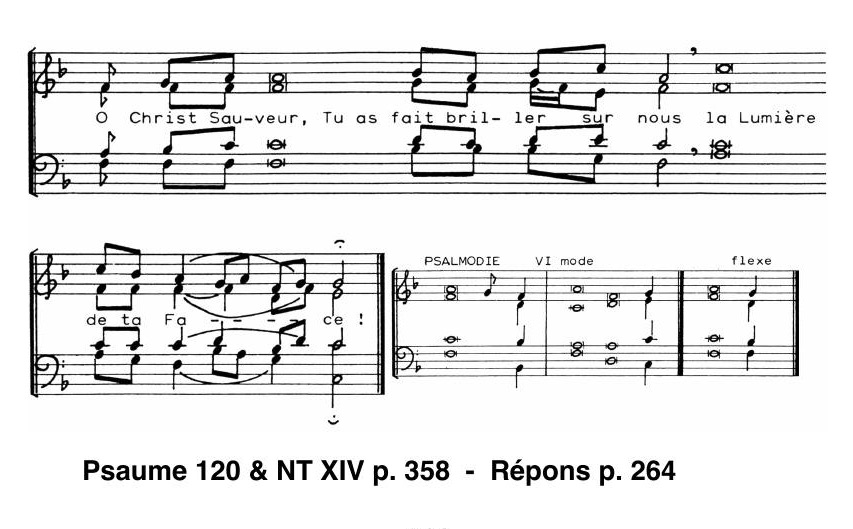 O Christ Sau-veur, Tu as fait bril- ler sur nous la Lumière
de ta Fa - - - - - ce !
PSALMODIE VI mode flexe
Psaume 120 & NT XIV p. 358 - Répons p. 264